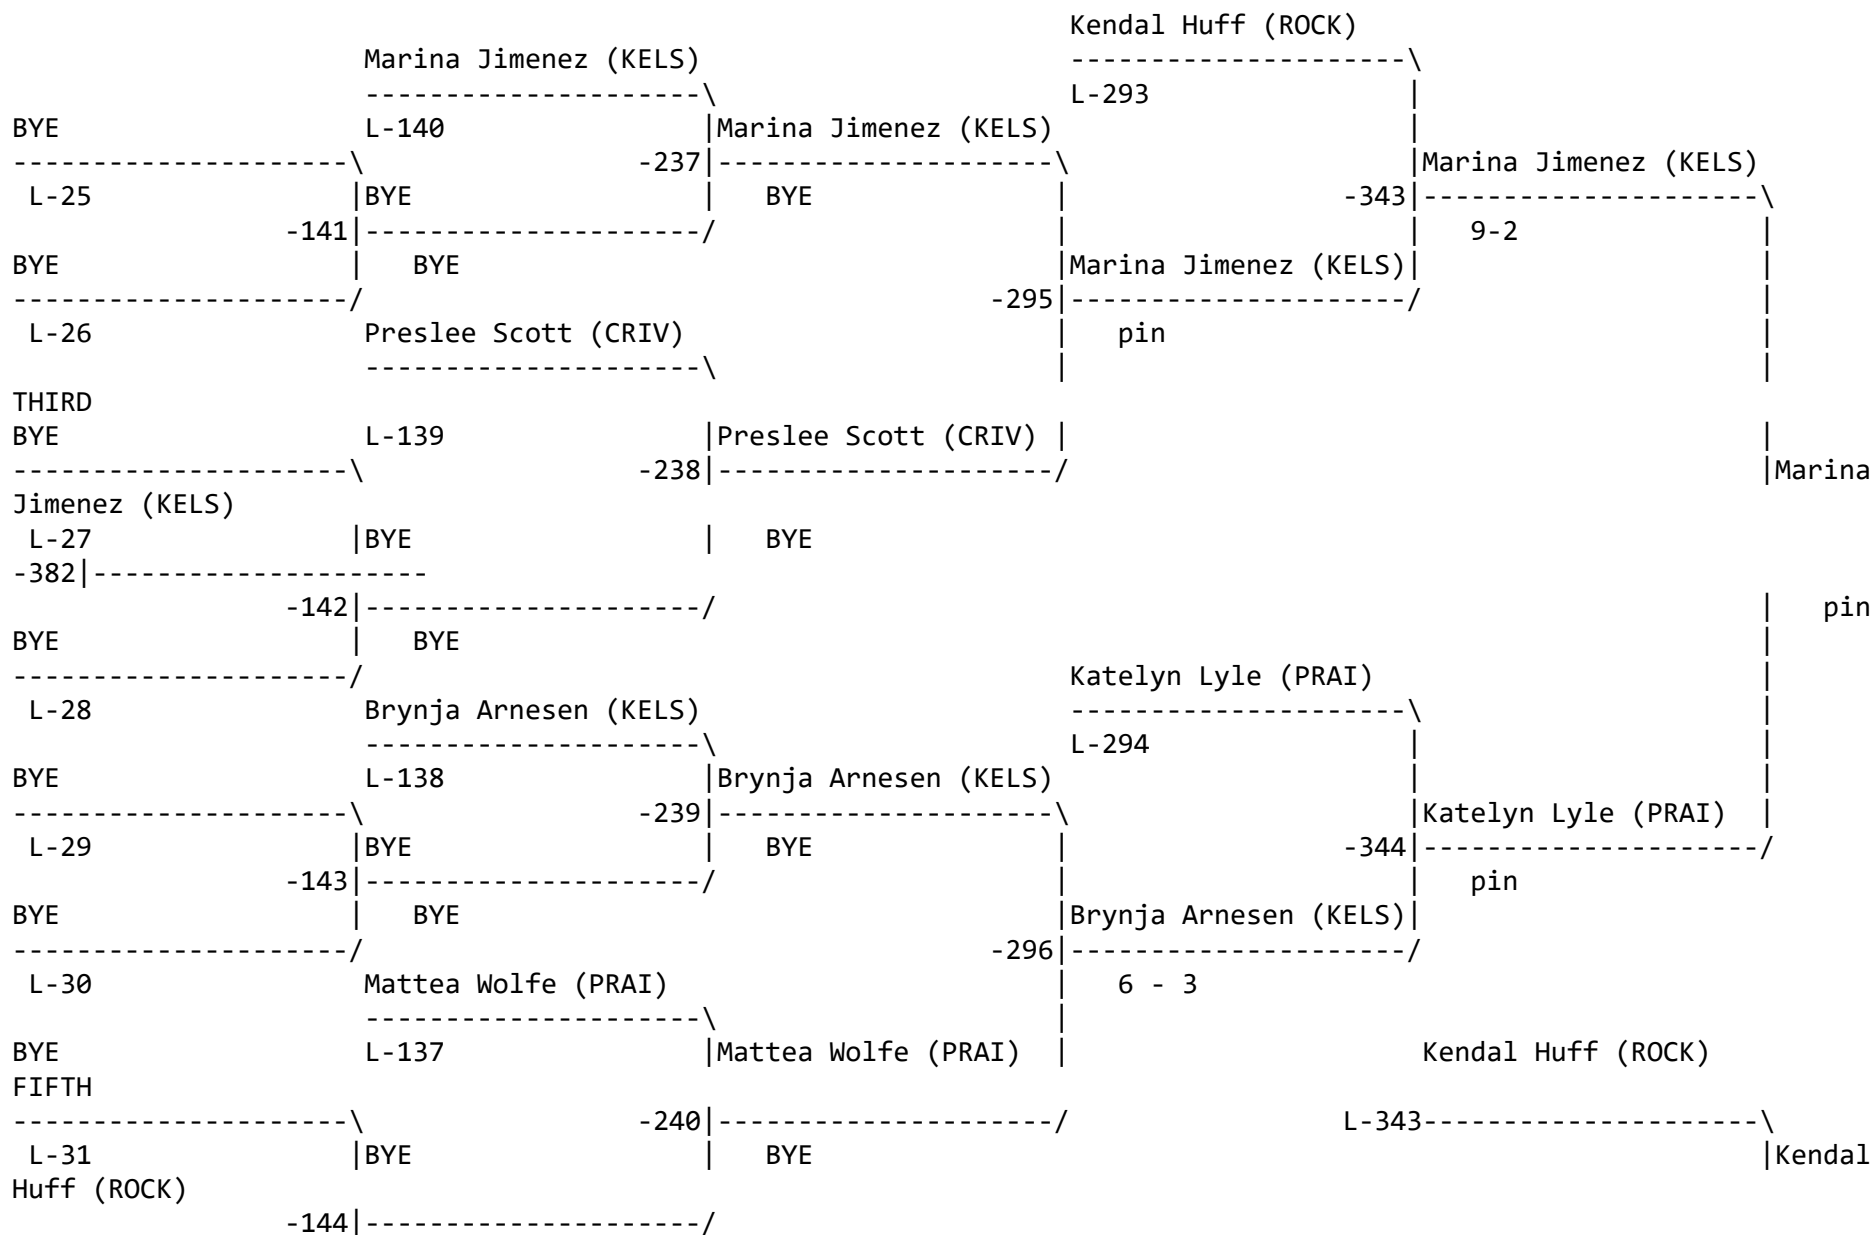 Kendal Huff (ROCK)
                      Marina Jimenez (KELS)                       ---------------------\
                      ---------------------\                      L-293                |
BYE                   L-140                |Marina Jimenez (KELS)                      |
---------------------\                 -237|---------------------\                     |Marina Jimenez (KELS)
 L-25                |BYE                  |   BYE               |                 -343|---------------------\
                 -141|---------------------/                     |                     |   9-2               |
BYE                  |   BYE                                     |Marina Jimenez (KELS)|                     |
---------------------/                                       -295|---------------------/                     |
 L-26                 Preslee Scott (CRIV)                       |   pin                                     |
                      ---------------------\                     |                                           |
THIRD
BYE                   L-139                |Preslee Scott (CRIV) |                                           |
---------------------\                 -238|---------------------/                                           |Marina
Jimenez (KELS)
 L-27                |BYE                  |   BYE
-382|---------------------
                 -142|---------------------/                                                                 |   pin
BYE                  |   BYE                                                                                 |
---------------------/                                            Katelyn Lyle (PRAI)                        |
 L-28                 Brynja Arnesen (KELS)                       ---------------------\                     |
                      ---------------------\                      L-294                |                     |
BYE                   L-138                |Brynja Arnesen (KELS)                      |                     |
---------------------\                 -239|---------------------\                     |Katelyn Lyle (PRAI)  |
 L-29                |BYE                  |   BYE               |                 -344|---------------------/
                 -143|---------------------/                     |                     |   pin
BYE                  |   BYE                                     |Brynja Arnesen (KELS)|
---------------------/                                       -296|---------------------/
 L-30                 Mattea Wolfe (PRAI)                        |   6 - 3
                      ---------------------\                     |
BYE                   L-137                |Mattea Wolfe (PRAI)  |                      Kendal Huff (ROCK)
FIFTH
---------------------\                 -240|---------------------/                 L-343---------------------\
 L-31                |BYE                  |   BYE                                                           |Kendal
Huff (ROCK)
                 -144|---------------------/